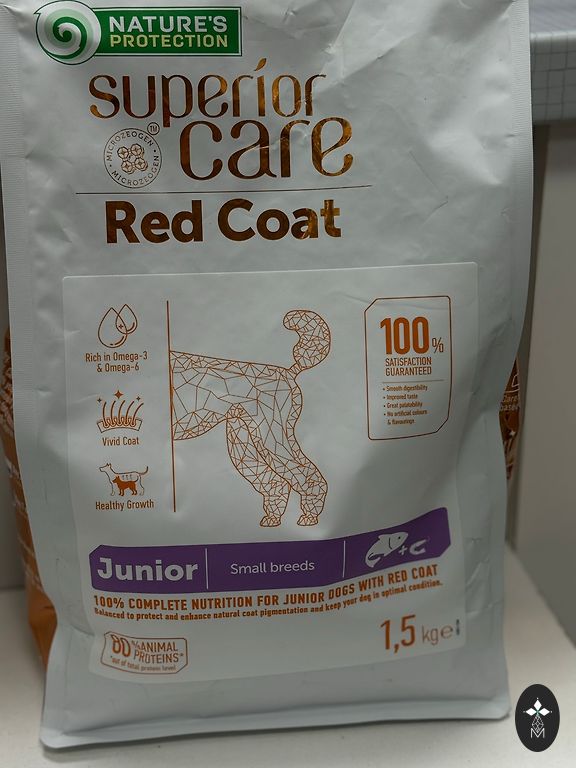 NATURE'S
PROTECTION
superior
care
TM
MICROZEOGEN • MICROZEOGEN •
Red Coat
Rich in Omega-3
& Omega-6
Vivid Coat
Healthy Growth
100%
SATISFACTION
GUARANTEED
• Smooth digestibility
• Improved taste
• Great palatability
• No artificial colours
& flavourings
Junior
Small breeds
100% COMPLETE NUTRITION FOR JUNIOR DOGS WITH RED COAT
Balanced to protect and enhance natural coat pigmentation and keep your dog in optimal condition.
80% ANIMAL
PROTEINS*
*out of total protein level
1,5 kg e
M